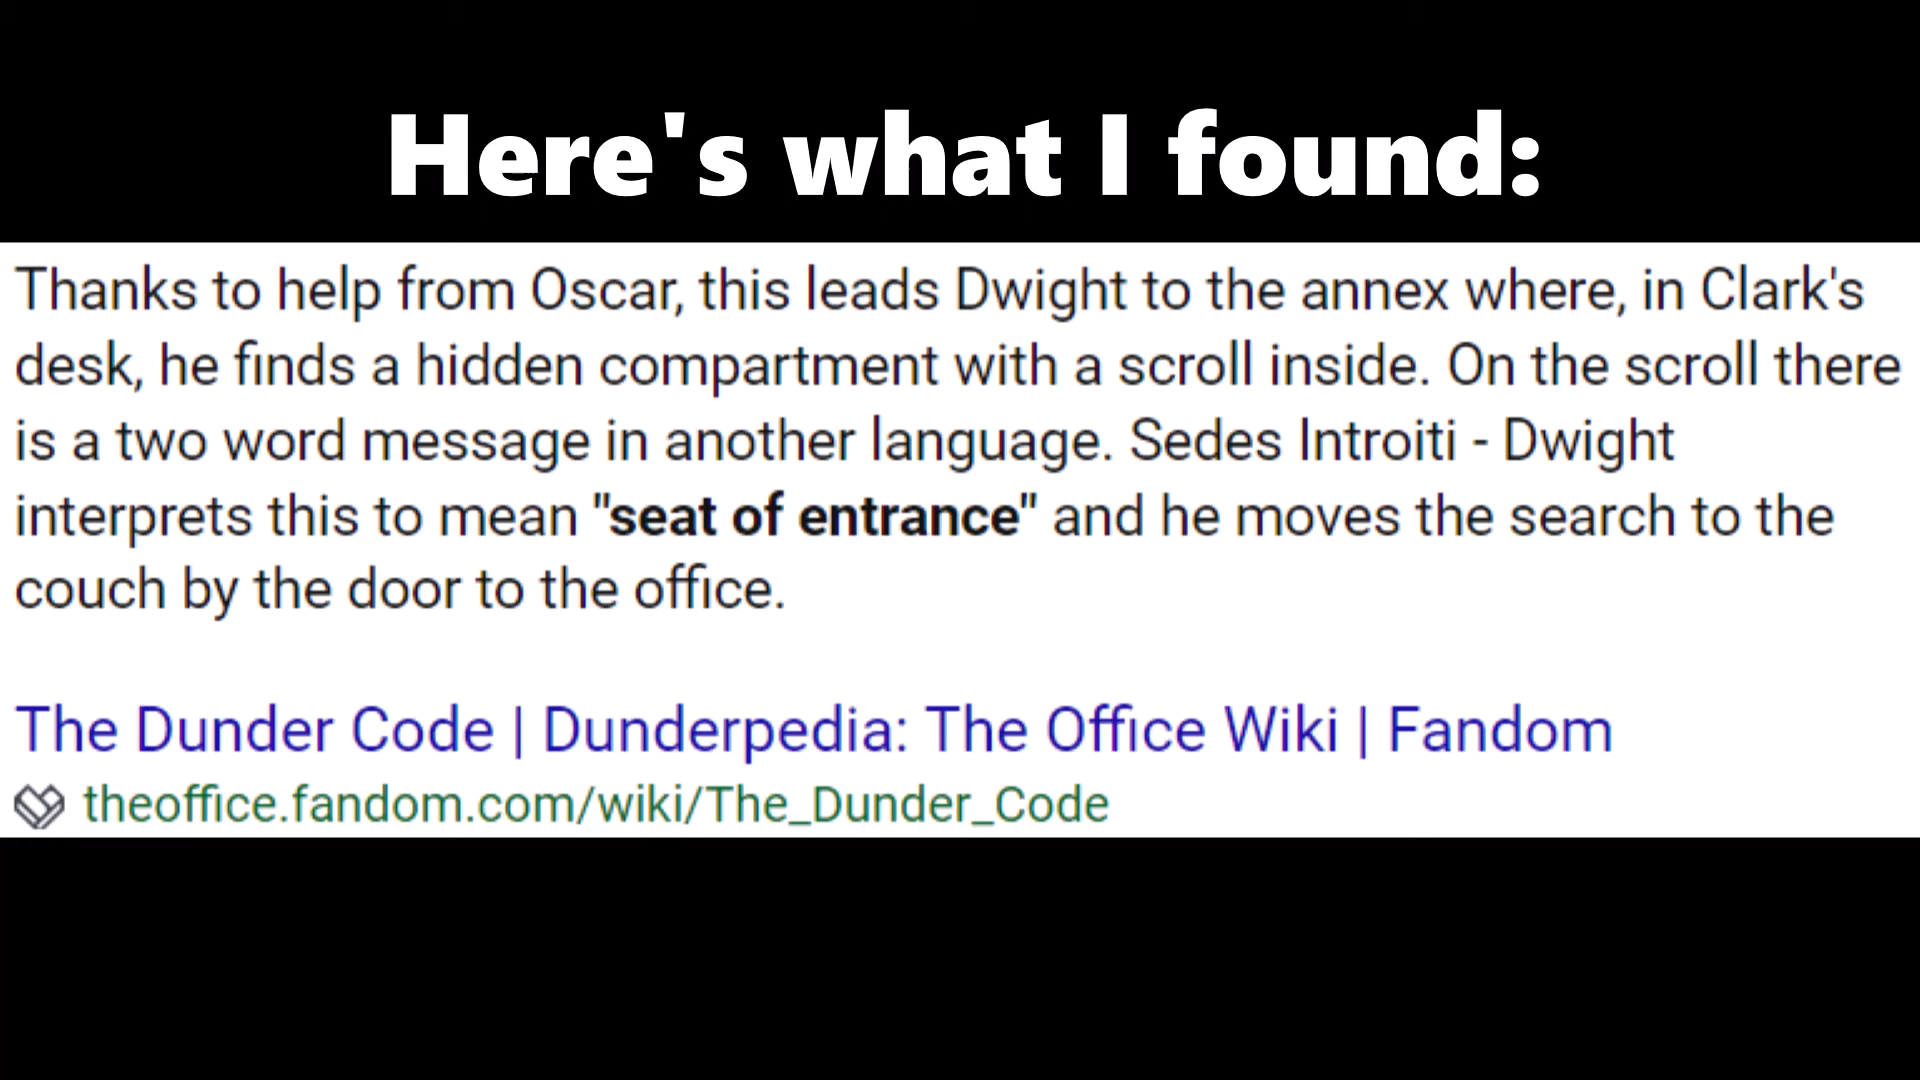 Here's what I found:
Thanks to help from Oscar, this leads Dwight to the annex where, in Clark's
desk, he finds a hidden compartment with a scroll inside. On the scroll there
is a two word message in another language. Sedes Introiti - Dwight
interprets this to mean "seat of entrance" and he moves the search to the
couch by the door to the office.
The Dunder Code | Dunderpedia: The Office Wiki | Fandom
theoffice.fandom.com/wiki/The_Dunder_Code